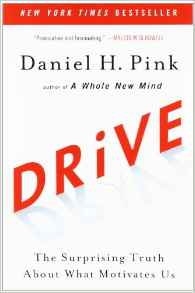 NEW YORK TIMES BESTSELLER
"Provocative and fascinating." —MALCOLM GLADWELL
Daniel H. Pink
author of A Whole New Mind
DRiVE
The Surprising Truth
About What Motivates Us